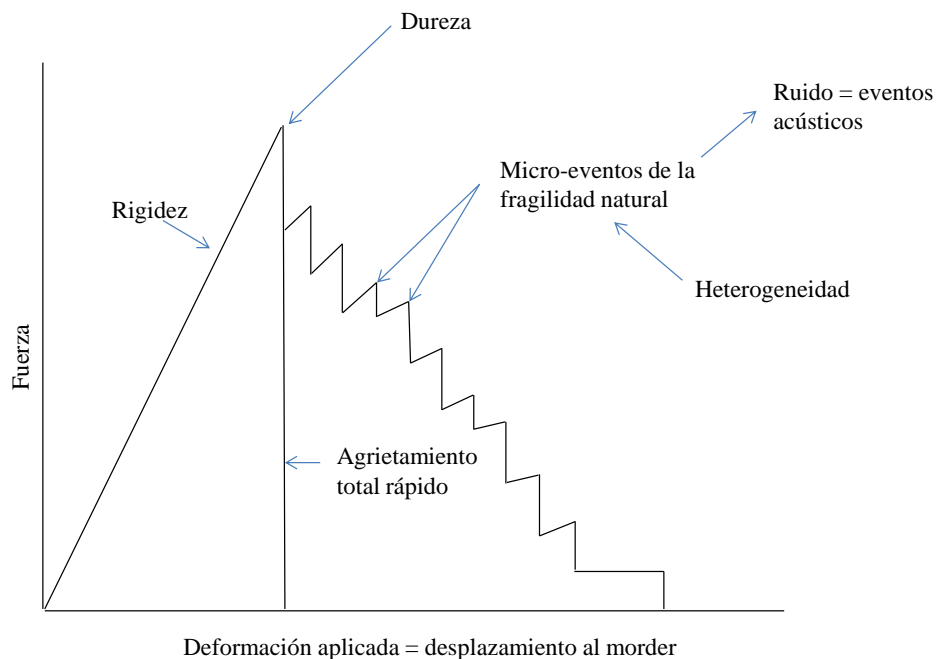 Dureza
Ruido = eventos
acústicos
Micro-eventos de la
fragilidad natural
Rigidez
Heterogeneidad
Fuerza
Agrietamiento
total rápido
Deformación aplicada = desplazamiento al morder